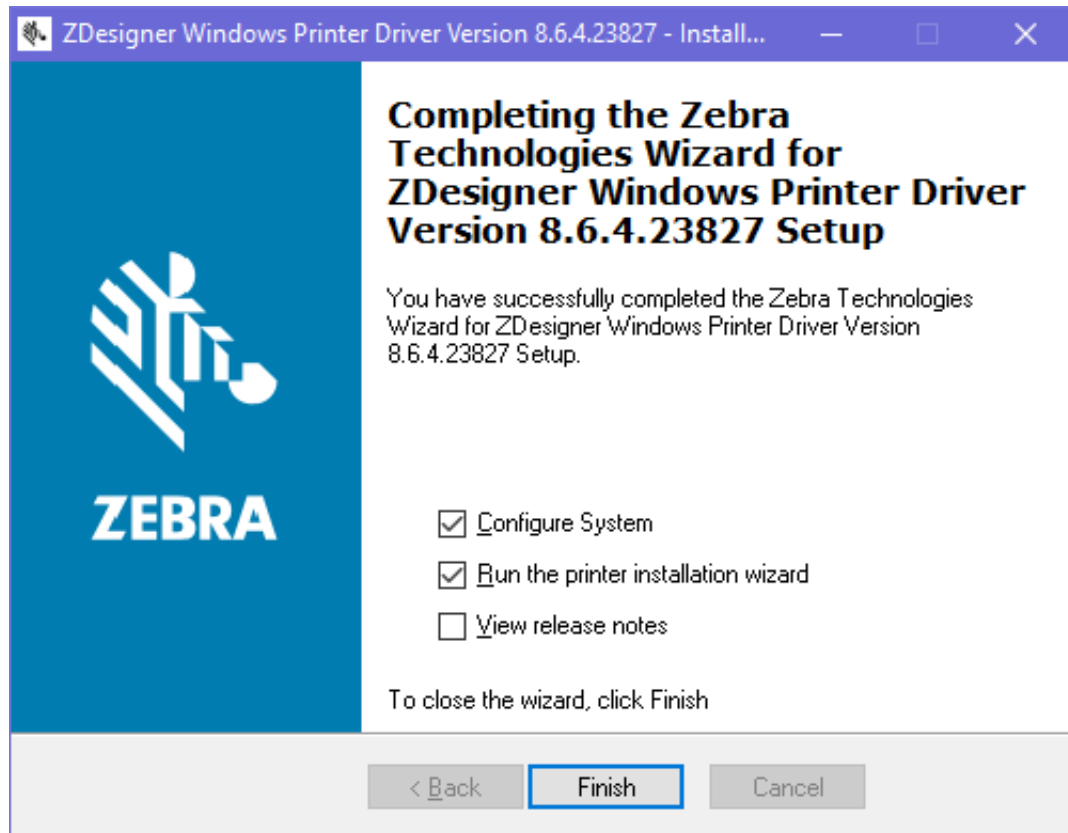 ZDesigner Windows Printer Driver Version 8.6.4.23827 - Install...
Completing the Zebra
Technologies Wizard for
ZDesigner Windows Printer Driver
Version 8.6.4.23827 Setup
You have successfully completed the Zebra Technologies
Wizard for ZDesigner Windows Printer Driver Version
8.6.4.23827 Setup.
ZEBRA
Configure System
Run the printer installation wizard
View release notes
To close the wizard, click Finish
< Back
Finish
Cancel